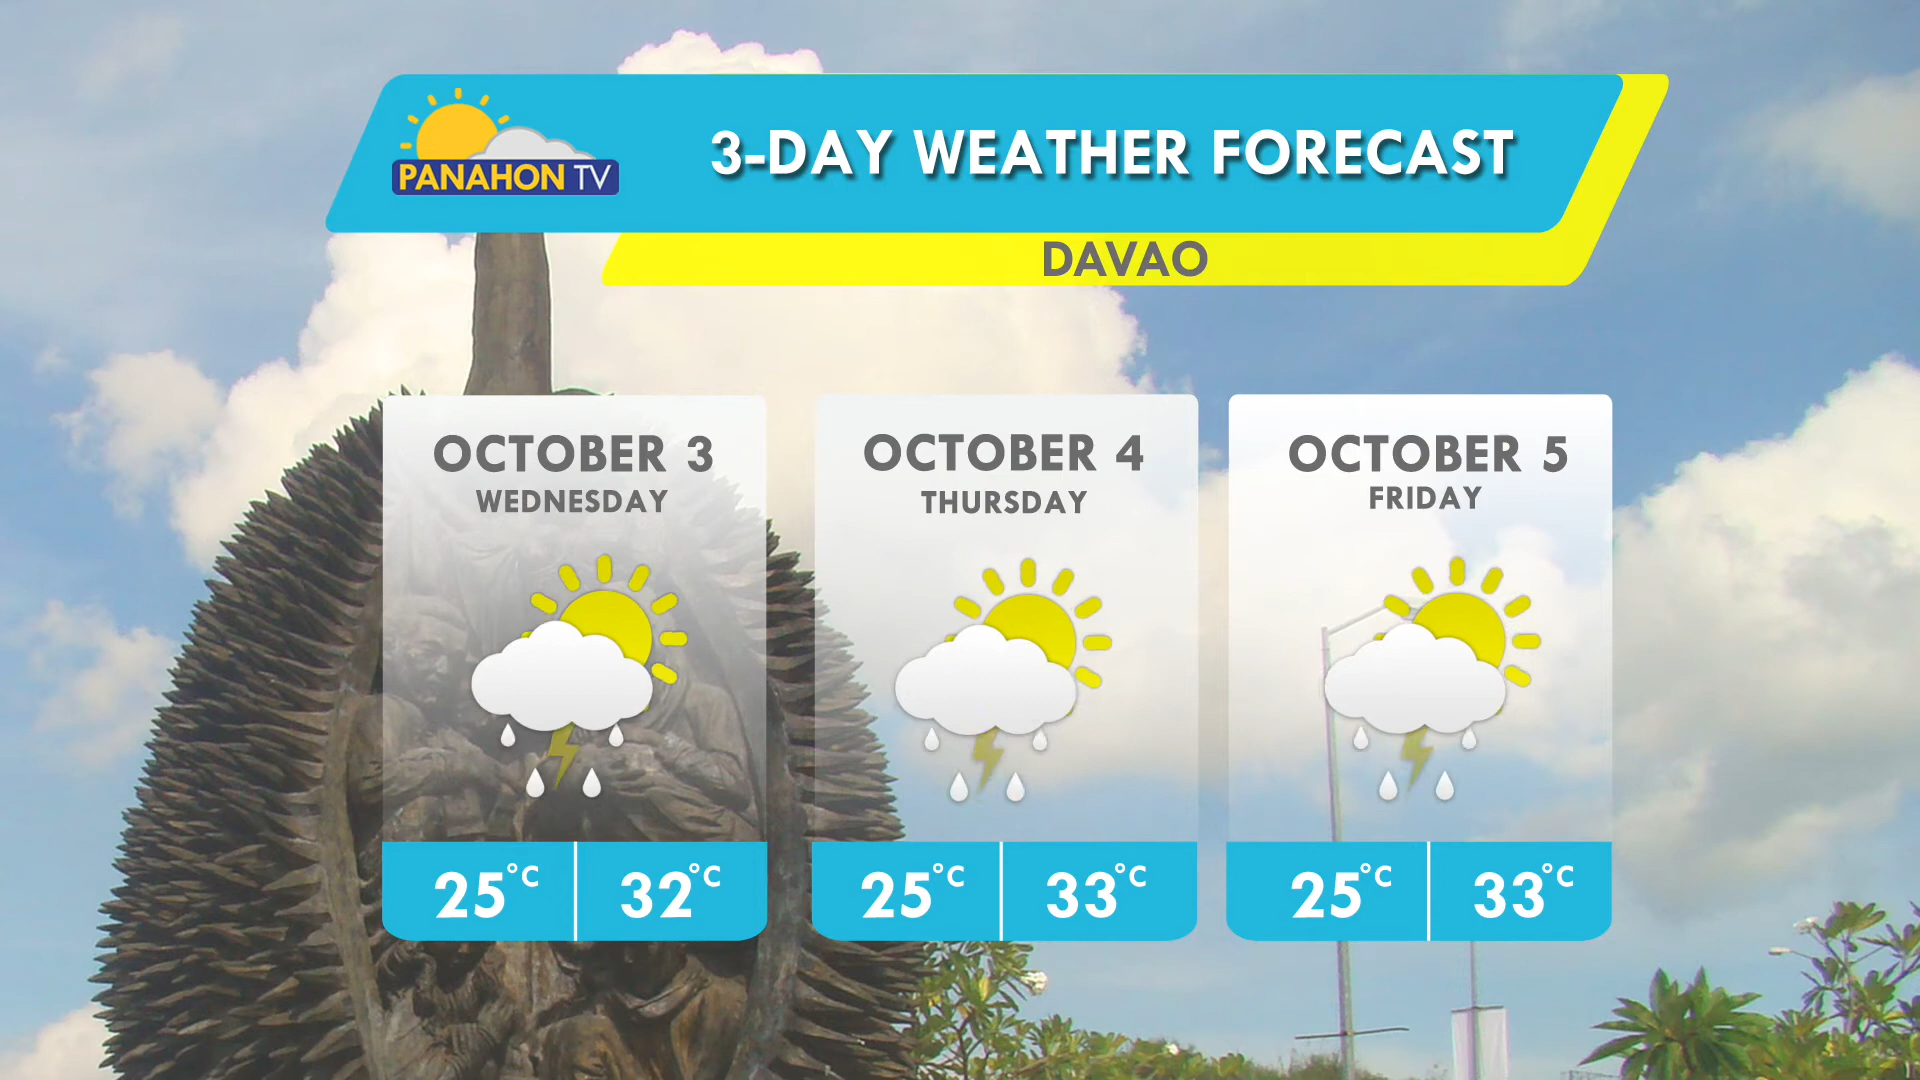 PANAHON TV
3-DAY WEATHER FORECAST
DAVAO
OCTOBER 3
WEDNESDAY
25°C
32°C
OCTOBER 4
THURSDAY
25°C
33°C
OCTOBER 5
FRIDAY
25°C
33°C